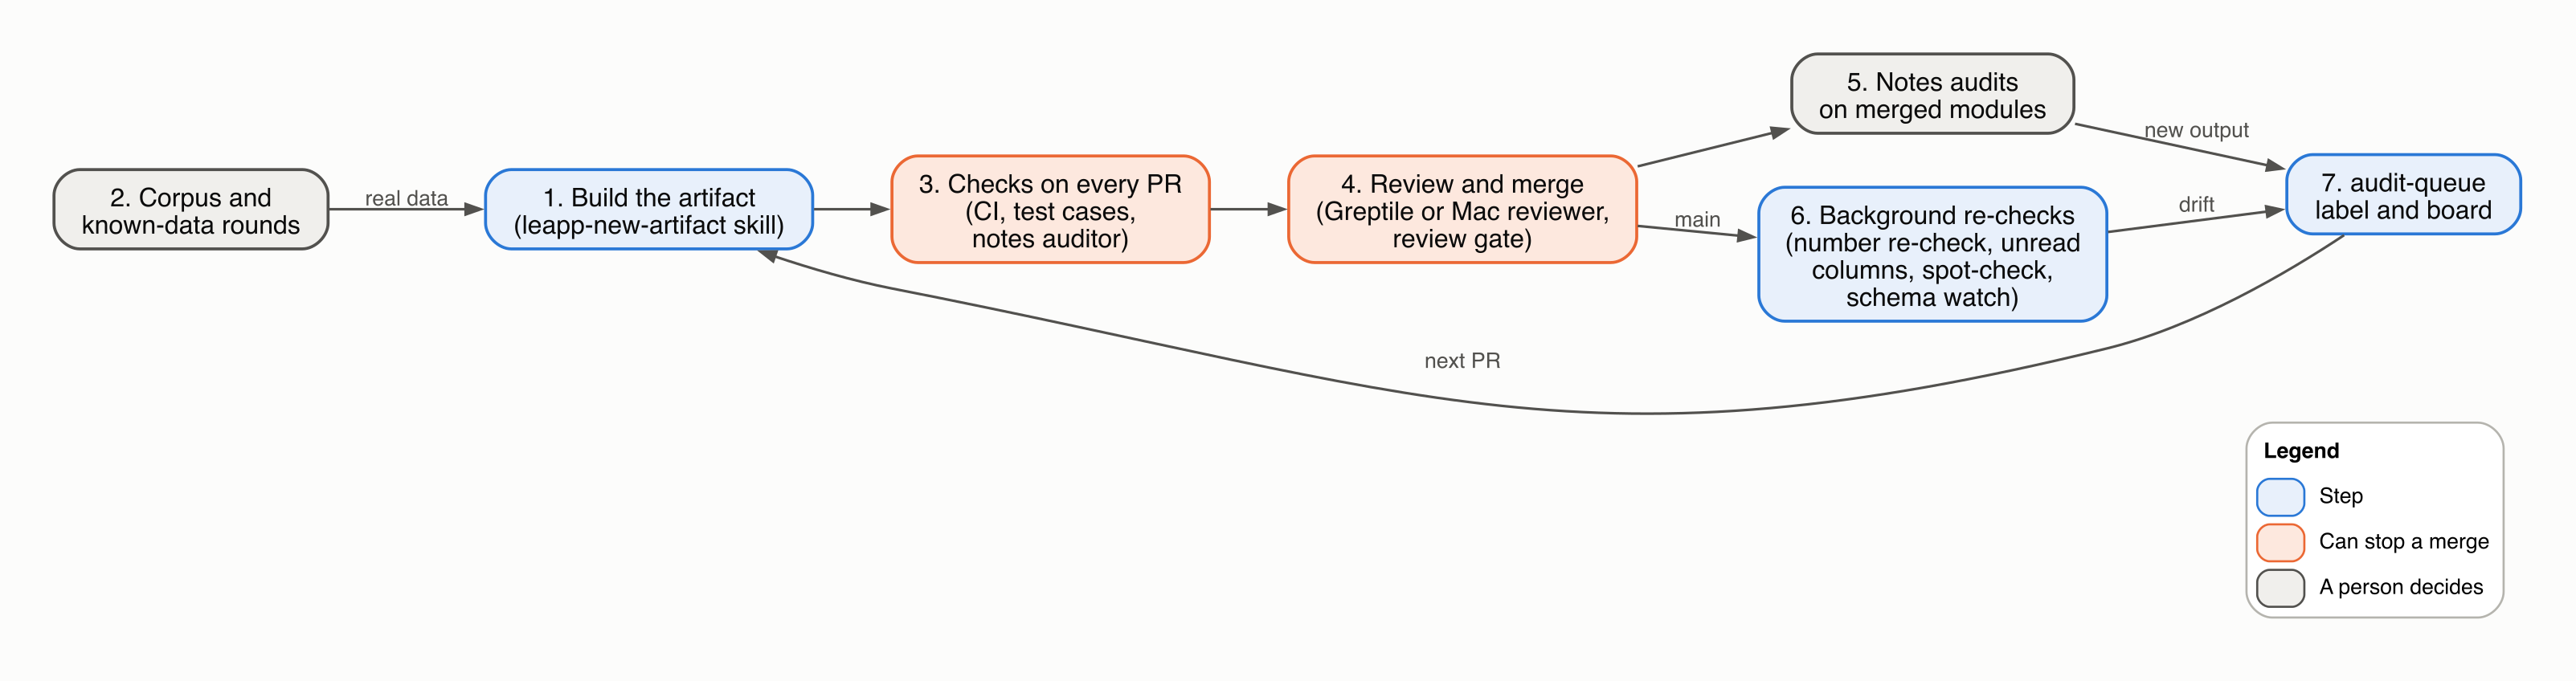 2. Corpus and
known-data rounds
real data
1. Build the artifact
(leapp-new-artifact skill)
3. Checks on every PR
(CI, test cases,
notes auditor)
4. Review and merge
(Greptile or Mac reviewer,
review gate)
5. Notes audits
on merged modules
new output
main
6. Background re-checks
(number re-check, unread
columns, spot-check,
schema watch)
drift
7. audit-queue
label and board
next PR
Legend
Step
Can stop a merge
A person decides